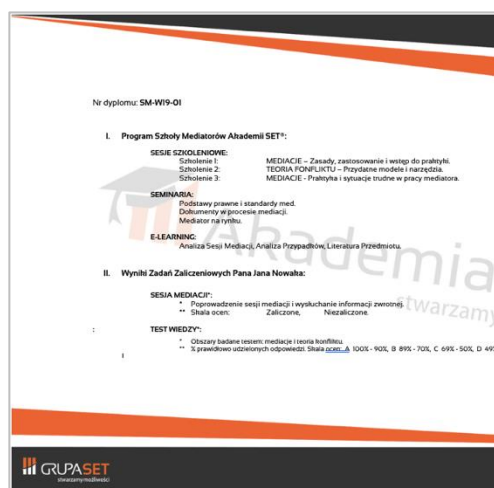 Nr dyplomu: SM-W19-01
I. Program Szkoły Mediatorów Akademii SET®:
SESJE SZKOLENIOWE:
Szkolenie 1: MEDIACJE – Zasady, zastosowanie i wstęp do praktyki.
Szkolenie 2: TEORIA FONFLIKTU – Przydatne modele i narzędzia.
Szkolenie 3: MEDIACJE - Praktyka i sytuacje trudne w pracy mediatora.
SEMINARIA:
Podstawy prawne i standardy med.
Dokumenty w procesie mediacji.
Mediator na rynku.
E-LEARNING:
Analiza Sesji Mediacji, Analiza Przypadków, Literatura Przedmiotu.
Akademia
stwarzamy
II. Wyniki Zadań Zaliczeniowych Pana Jana Nowaka:
SESJA MEDIACJI*:
* Poprowadzenie sesji mediacji i wysłuchanie informacji zwrotnej.
** Skala ocen: Zaliczone, Niezaliczone.
: TEST WIEDZY*:
* Obszary badane testem: mediacje i teoria konfliktu.
** % prawidłowo udzielonych odpowiedzi. Skala ocen: A 100% - 90%, B 89% - 70%, C 69% - 50%, D 49%
GRUPASET
stwarzamy możliwości